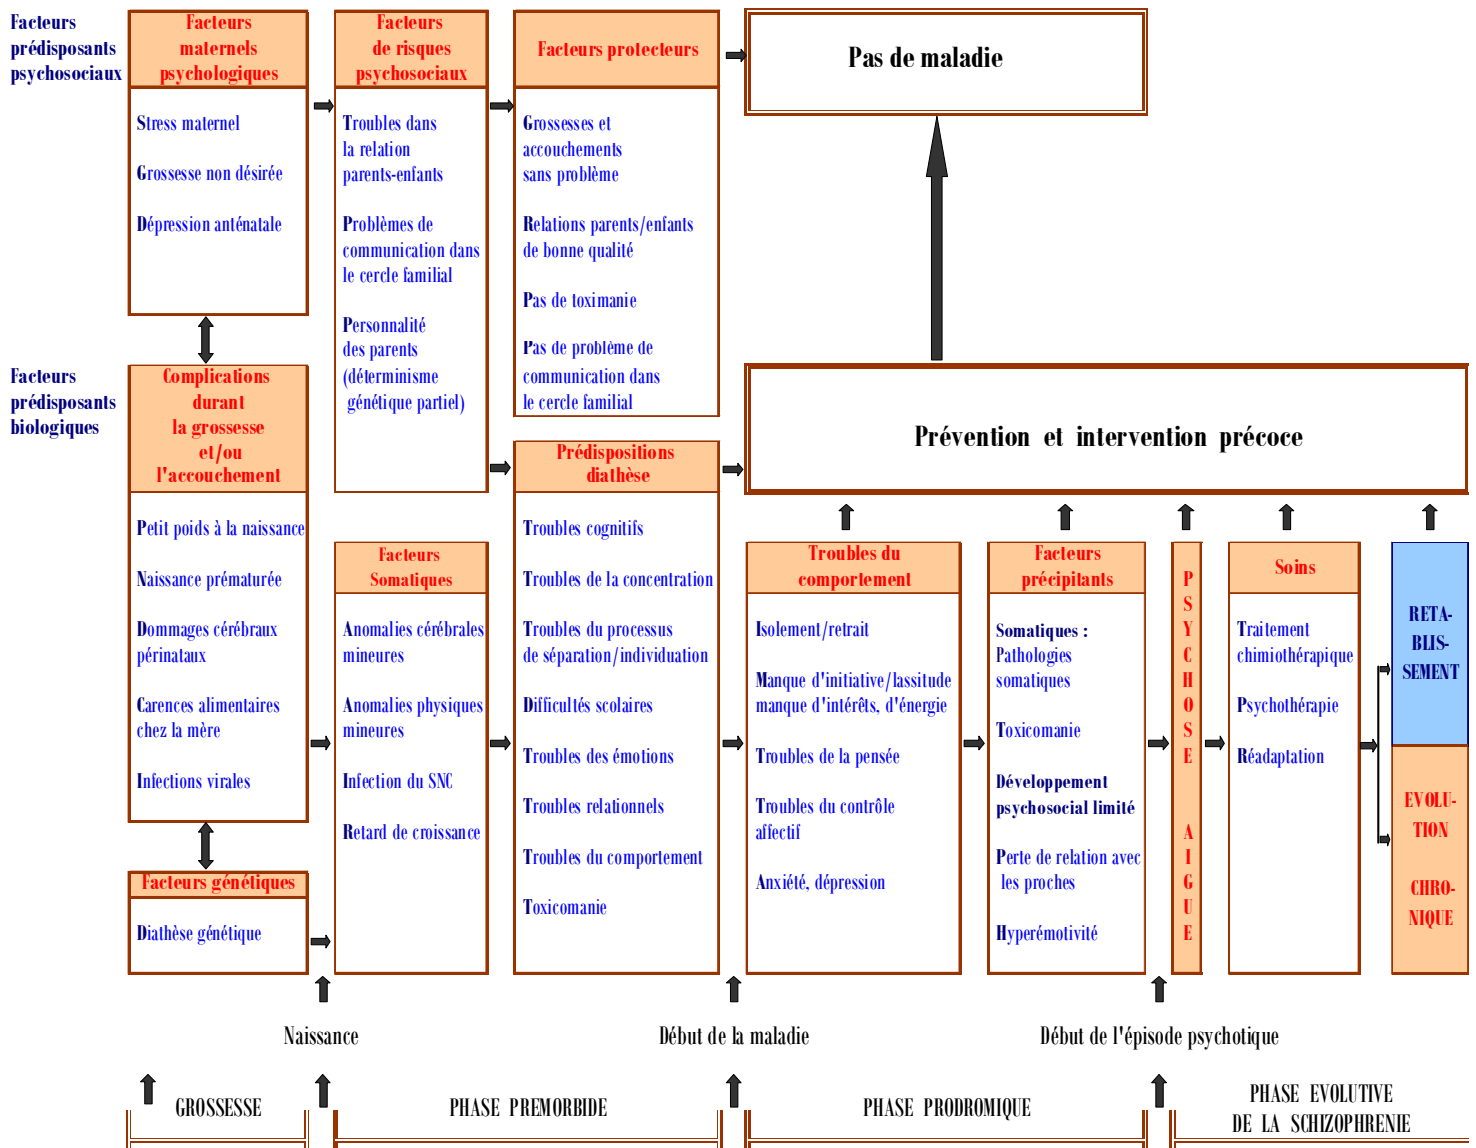 Facteurs
prédisposants
psychosociaux
Facteurs
maternels
psychologiques
Stress maternel
Grossesse non désirée
Dépression anténatale
Facteurs
de risques
psychosociaux
Troubles dans
la relation
parents-enfants
Problèmes de
communication dans
le cercle familial
Personnalité
des parents
(déterminisme
génétique partiel)
Facteurs protecteurs
Grossesses et
accouchements
sans problème
Relations parents/enfants
de bonne qualité
Pas de toximanie
Pas de problème de
communication dans
le cercle familial
Pas de maladie
Facteurs
prédisposants
biologiques
Complications
durant
la grossesse
et/ou
l'accouchement
Petit poids à la naissance
Naissance prématurée
Dommages cérébraux
périnataux
Carences alimentaires
chez la mère
Infections virales
Facteurs génétiques
Diathèse génétique
Facteurs
Somatiques
Anomalies cérébrales
mineures
Anomalies physiques
mineures
Infection du SNC
Retard de croissance
Prédispositions
diathèse
Troubles cognitifs
Troubles de la concentration
Troubles du processus
de séparation/individuation
Difficultés scolaires
Troubles des émotions
Troubles relationnels
Troubles du comportement
Toxicomanie
Prévention et intervention précoce
Troubles du
comportement
Isolement/retrait
Manque d'initiative/lassitude
manque d'intérêts, d'énergie
Troubles de la pensée
Troubles du contrôle
affectif
Anxiété, dépression
Facteurs
précipitants
Somatiques :
Pathologies
somatiques
Toxicomanie
Développement
psychosocial limité
Perte de relation avec
les proches
Hyperémotivité
P
S
Y
C
H
O
S
E
A
I
G
U
E
Soins
Traitement
chimiothérapique
Psychothérapie
Réadaptation
RETA-
BLIS-
SEMENT
EVOLU-
TION
CHRO-
NIQUE
Naissance
Début de la maladie
Début de l'épisode psychotique
GROSSESSE
PHASE PREMORBIDE
PHASE PRODROMIQUE
PHASE EVOLUTIVE
DE LA SCHIZOPHRENIE